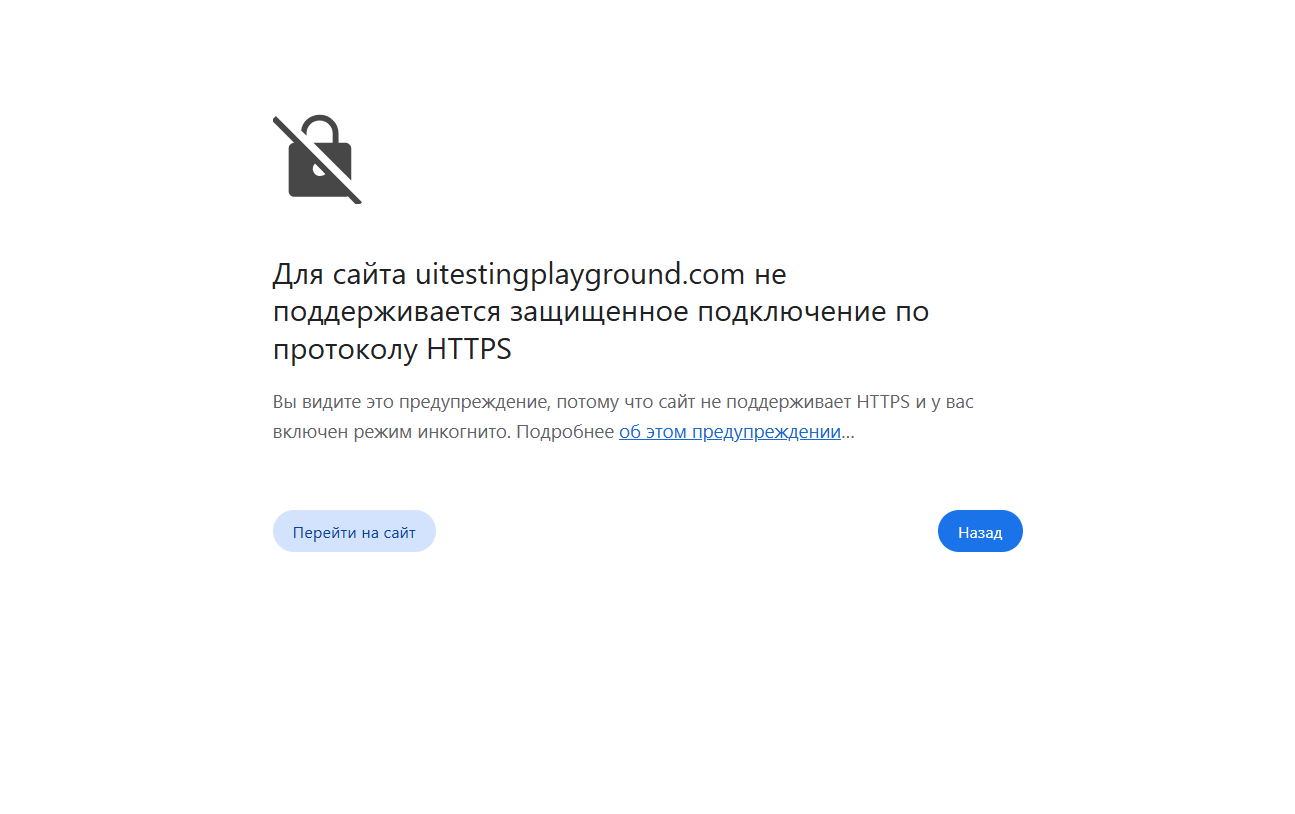 Для сайта uitestingplayground.com не
поддерживается защищенное подключение по
протоколу HTTPS
Вы видите это предупреждение, потому что сайт не поддерживает HTTPS и у вас
включен режим инкогнито. Подробнее об этом предупреждении…
Перейти на сайт
Назад